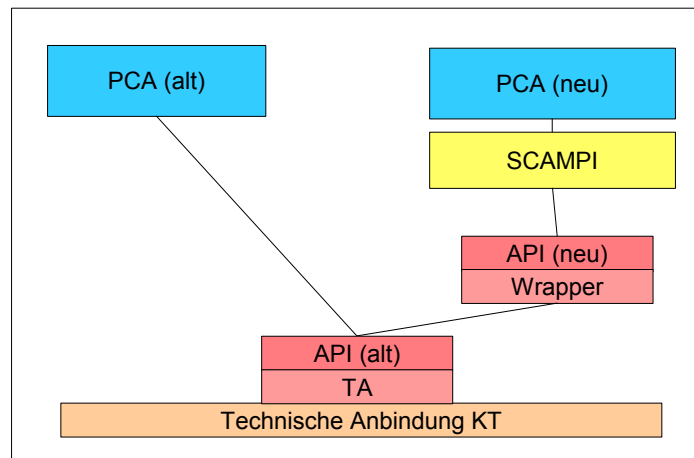 PCA (alt)
PCA (neu)
SCAMPI
API (neu)
Wrapper
API (alt)
TA
Technische Anbindung KT